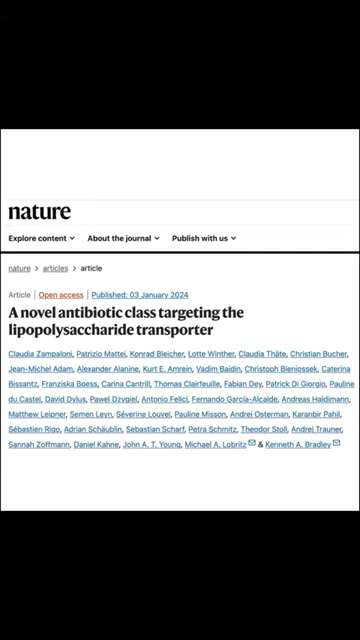 nature
Explore content About the journal Publish with us
nature > articles > article
Article | Open access | Published: 03 January 2024
A novel antibiotic class targeting the
lipopolysaccharide transporter
Claudia Zampaloni, Patrizio Mattei, Konrad Bleicher, Lotte Winther, Claudia Thäte, Christian Bucher,
Jean-Michel Adam, Alexander Alanine, Kurt E. Amrein, Vadim Baidin, Christoph Bieniossek, Caterina
Bissantz, Franziska Boess, Carina Cantrill, Thomas Clairfeuille, Fabian Dey, Patrick Di Giorgio, Pauline
du Castel, David Dylus, Pawel Dzygiel, Antonio Felici, Fernando García-Alcalde, Andreas Haldimann,
Matthew Leipner, Semen Leyn, Séverine Louvel, Pauline Misson, Andrei Osterman, Karanbir Pahil,
Sébastien Rigo, Adrian Schäublin, Sebastian Scharf, Petra Schmitz, Theodor Stoll, Andrej Trauner,
Sannah Zoffmann, Daniel Kahne, John A. T. Young, Michael A. Lobritz & Kenneth A. Bradley